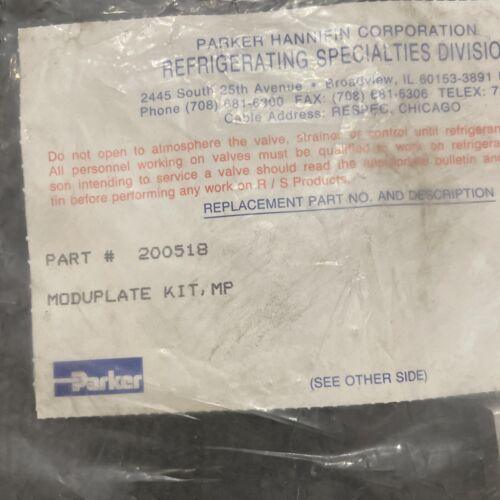 PARKER HANNIFIN CORPORATION
REFRIGERATING SPECIALTIES DIVISIO
2445 South 25th Avenue • Broadview, IL 60153-3891
Phone (708) 681-6300 FAX: (708) 681-6306 TELEX: 7
Cable Address: RESPEC, CHICAGO
Do not open to atmosphere the valve, strainer or control until refrigeran
All personnel working on valves must be qualified to work on refrigera
son intending to service a valve should read the appropriate bulletin an
tin before performing any work on R / S Products.
REPLACEMENT PART NO. AND DESCRIPTION
PART # 200518
MODUPLATE KIT, MP
Parker
(SEE OTHER SIDE)